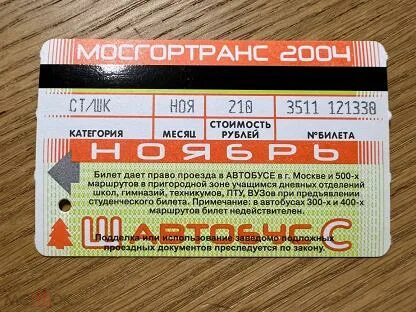 МОСГОРТРАНС 2004
СТ/ШК НОЯ 210 3511 121330
КАТЕГОРИЯ МЕСЯЦ СТОИМОСТЬ РУБЛЕЙ №БИЛЕТА
НОЯБРЬ
Билет дает право проезда в АВТОБУСЕ в г. Москве и 500-х
маршрутов в пригородной зоне учащимся дневных отделений
школ, гимназий, техникумов, ПТУ, ВУЗов при предъявлении
студенческого билета. Примечание: в автобусах 300-х и 400-х
маршрутов билет недействителен.
Ш АВТОБУС С
Подделка или использование заведомо подложных
проездных документов преследуется по закону.